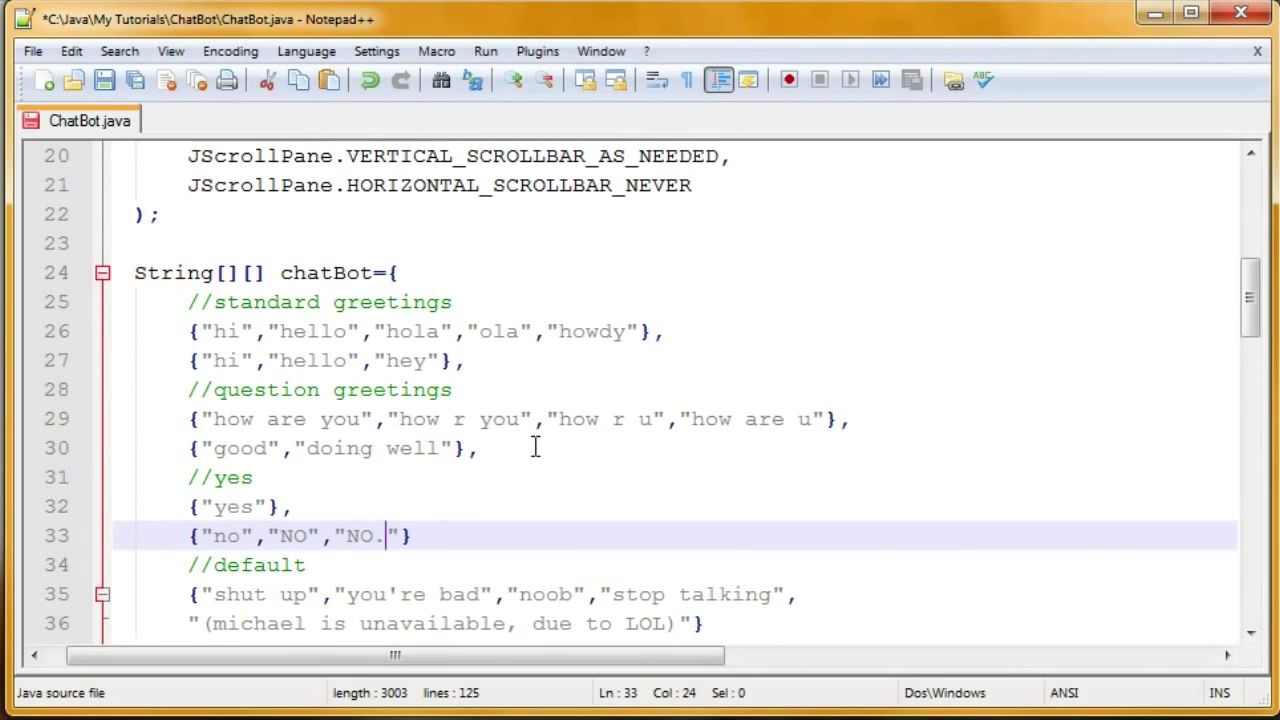 *C:\Java\My Tutorials\ChatBot\ChatBot.java - Notepad++
File Edit Search View Encoding Language Settings Macro Run Plugins Window ? X
ABC
ChatBot.java
20 JScrollPane.VERTICAL_SCROLLBAR_AS_NEEDED,
21 JScrollPane.HORIZONTAL_SCROLLBAR_NEVER
22 );
23
24 String[][] chatBot={
25 //standard greetings
26 {"hi","hello","hola","ola","howdy"},
27 {"hi","hello","hey"},
28 //question greetings
29 {"how are you","how r you","how r u","how are u"},
30 {"good","doing well"},
31 //yes
32 {"yes"},
33 {"no","NO","NO."}
34 //default
35 {"shut up","you're bad","noob","stop talking",
36 "(michael is unavailable, due to LOL)"}
Java source file length : 3003 lines : 125 Ln : 33 Col : 24 Sel : 0 Dos\Windows ANSI INS